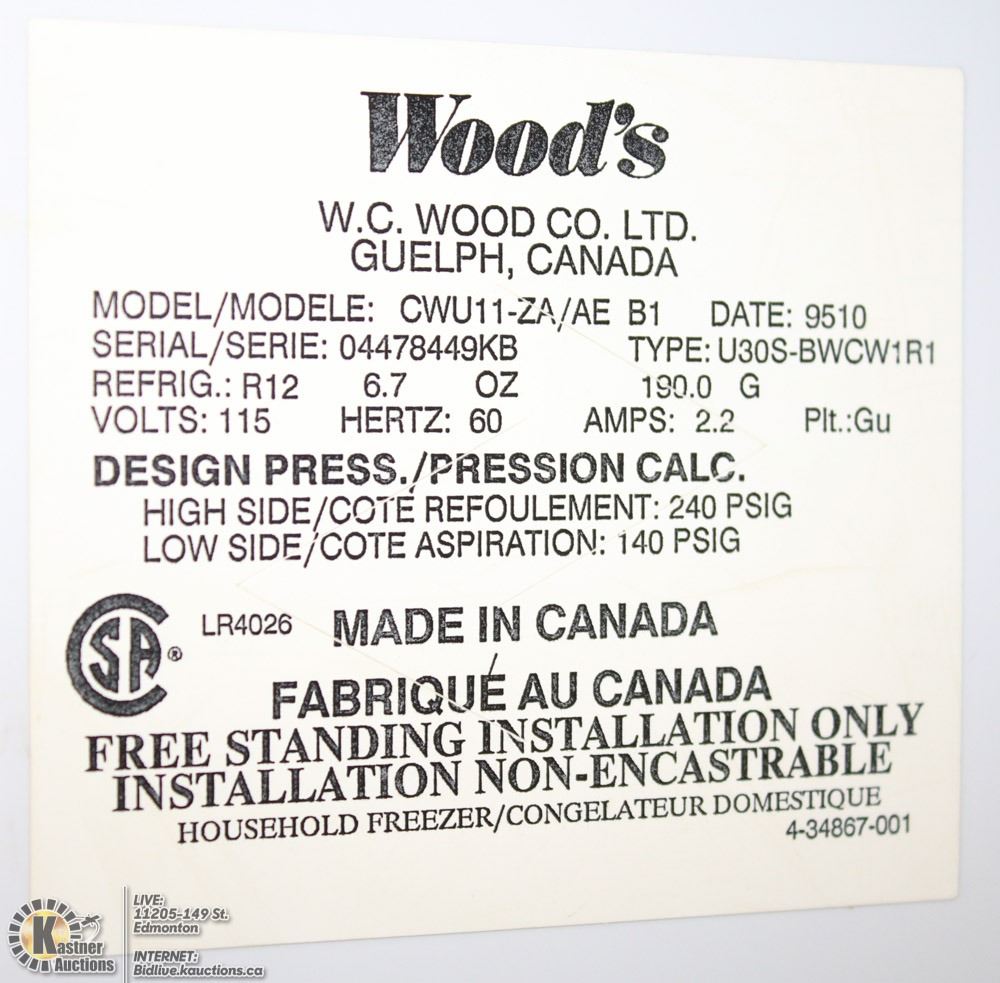 Wood's
W.C. WOOD CO. LTD.
GUELPH, CANADA
MODEL/MODELE: CWU11-ZA/AE B1 DATE: 9510
SERIAL/SERIE: 04478449KB TYPE: U30S-BWCW1R1
REFRIG.: R12 6.7 OZ 190.0 G
VOLTS: 115 HERTZ: 60 AMPS: 2.2 Plt.:Gu
DESIGN PRESS./PRESSION CALC.
HIGH SIDE/COTE REFOULEMENT: 240 PSIG
LOW SIDE/COTE ASPIRATION: 140 PSIG
CSA ® LR4026 MADE IN CANADA
FABRIQUÉ AU CANADA
FREE STANDING INSTALLATION ONLY
INSTALLATION NON-ENCASTRABLE
HOUSEHOLD FREEZER/CONGELATEUR DOMESTIQUE
4-34867-001
Kastner
Auctions
LIVE:
11205-149 St.
Edmonton
INTERNET:
Bidlive.kauctions.ca